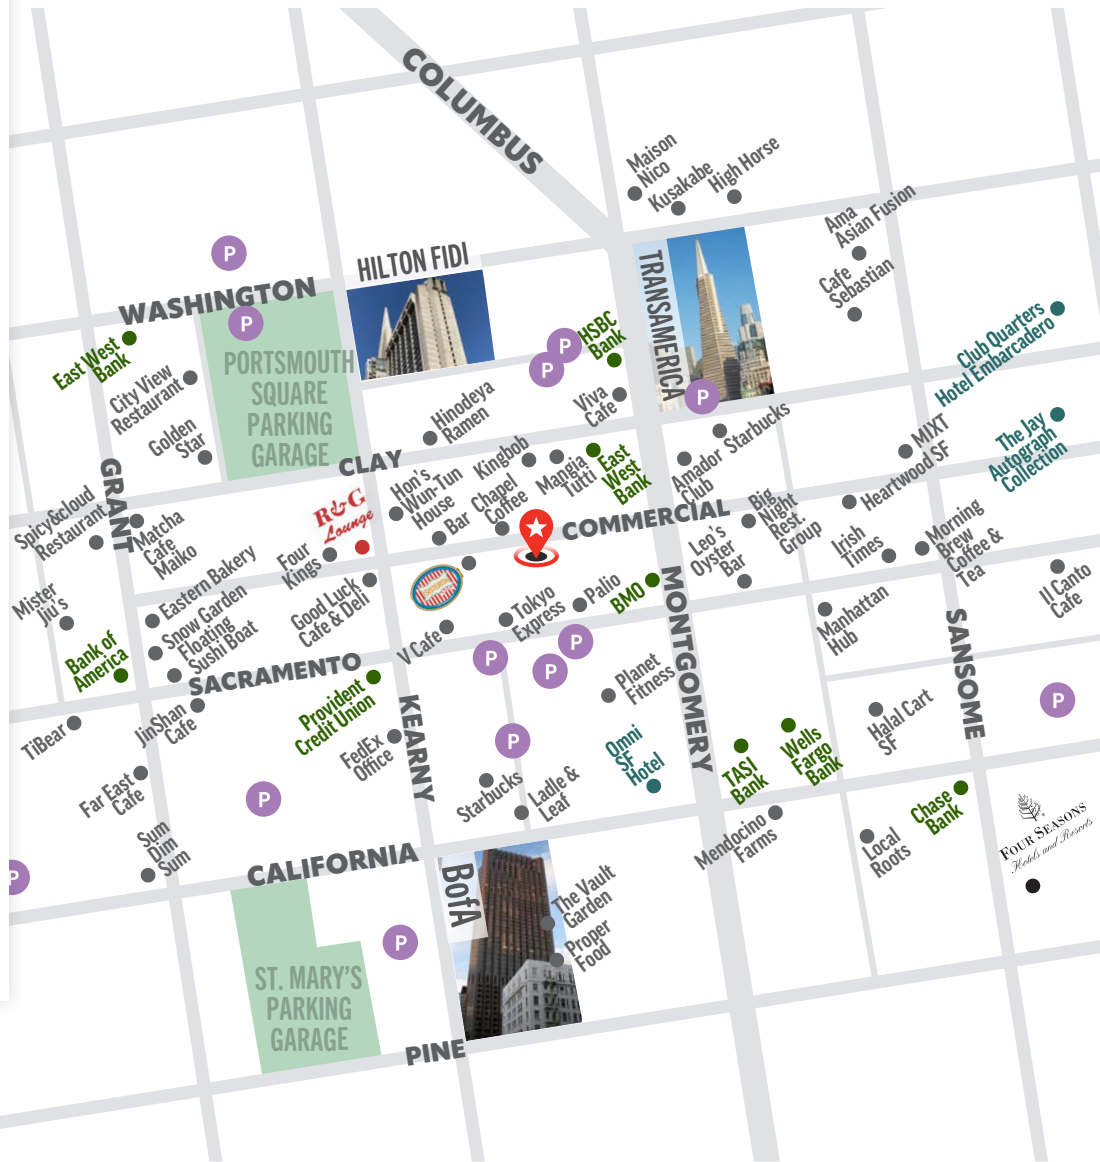 COLUMBUS
Maison
Nico
Kusakabe
High Horse
Ama
Asian Fusion
Cafe
Sebastian
P
WASHINGTON
P
HILTON FIDI
TRANSAMERICA
PORTSMOUTH
SQUARE
PARKING
GARAGE
East West
Bank
City View
Restaurant
Golden
Star
P
P
HSBC
Bank
Viva
Cafe
P
Club Quarters
Hotel Embarcadero
The Jay
Autograph
Collection
Hinodeya
Ramen
CLAY
Kingbob
Mangia
Tutti
East
West
Bank
Starbucks
Amador
Club
MIXT
Heartwood SF
GRANT
Spicy&cloud
Restaurant
Matcha
Cafe
Maiko
R&G
Lounge
Hon's
Wun-Tun
House
Bar
Chapel
Coffee
COMMERCIAL
Big
Night
Rest.
Group
Leo's
Oyster
Bar
Irish
Times
Morning
Brew
Coffee &
Tea
Il Canto
Cafe
Mister
Jiu's
Eastern Bakery
Snow Garden
Floating
Sushi Boat
Four
Kings
Good Luck
Cafe & Deli
V Cafe
Tokyo
Express
Palio
BMO
MONTGOMERY
Manhattan
Hub
SANSOME
Bank of
America
SACRAMENTO
P
P
P
Planet
Fitness
TiBear
JinShan
Cafe
Provident
Credit Union
FedEx
Office
KEARNY
P
P
Omni
SF
Hotel
TASI
Bank
Wells
Fargo
Bank
Halal Cart
SF
P
Far East
Cafe
Sum
Dim
Sum
P
Starbucks
Ladle &
Leaf
Mendocino
Farms
Local
Roots
Chase
Bank
FOUR SEASONS
Hotels and Resorts
CALIFORNIA
BofA
The Vault
Garden
Proper
Food
P
ST. MARY'S
PARKING
GARAGE
PINE